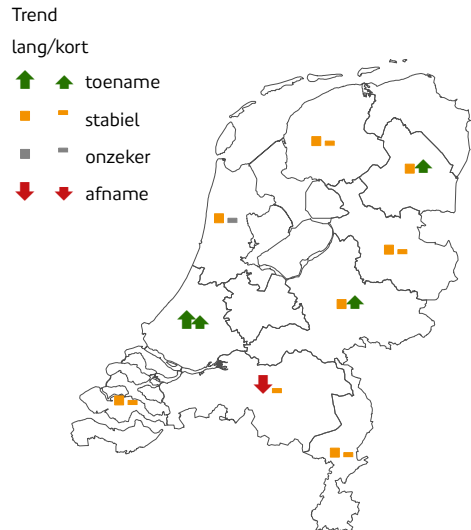 Trend
lang/kort
toename
stabiel
onzeker
afname